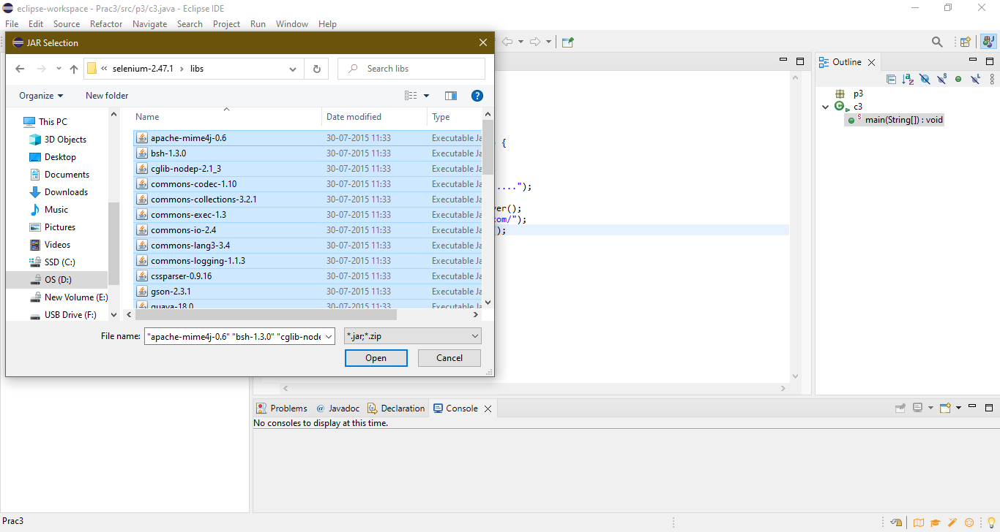 eclipse-workspace - Prac3/src/p3/c3.java - Eclipse IDE
File Edit Source Refactor Navigate Search Project Run Window Help
JAR Selection
« selenium-2.47.1 › libs
Search libs
Organize New folder
This PC
3D Objects
Desktop
Documents
Downloads
Music
Pictures
Videos
SSD (C:)
OS (D:)
New Volume (E:)
USB Drive (F:)
Name Date modified Type
apache-mime4j-0.6 30-07-2015 11:33 Executable Ja
bsh-1.3.0 30-07-2015 11:33 Executable Ja
cglib-nodep-2.1_3 30-07-2015 11:33 Executable Ja
commons-codec-1.10 30-07-2015 11:33 Executable Ja
commons-collections-3.2.1 30-07-2015 11:33 Executable Ja
commons-exec-1.3 30-07-2015 11:33 Executable Ja
commons-io-2.4 30-07-2015 11:33 Executable Ja
commons-lang3-3.4 30-07-2015 11:33 Executable Ja
commons-logging-1.1.3 30-07-2015 11:33 Executable Ja
cssparser-0.9.16 30-07-2015 11:33 Executable Ja
gson-2.3.1 30-07-2015 11:33 Executable Ja
guava-18.0 30-07-2015 11:33 Executable Ja
File name: "apache-mime4j-0.6" "bsh-1.3.0" "cglib-node
*.jar;*.zip
Open Cancel
{
....");
ver();
com/");
();
Outline
p3
c3
main(String[]) : void
Problems @ Javadoc Declaration Console
No consoles to display at this time.
Prac3